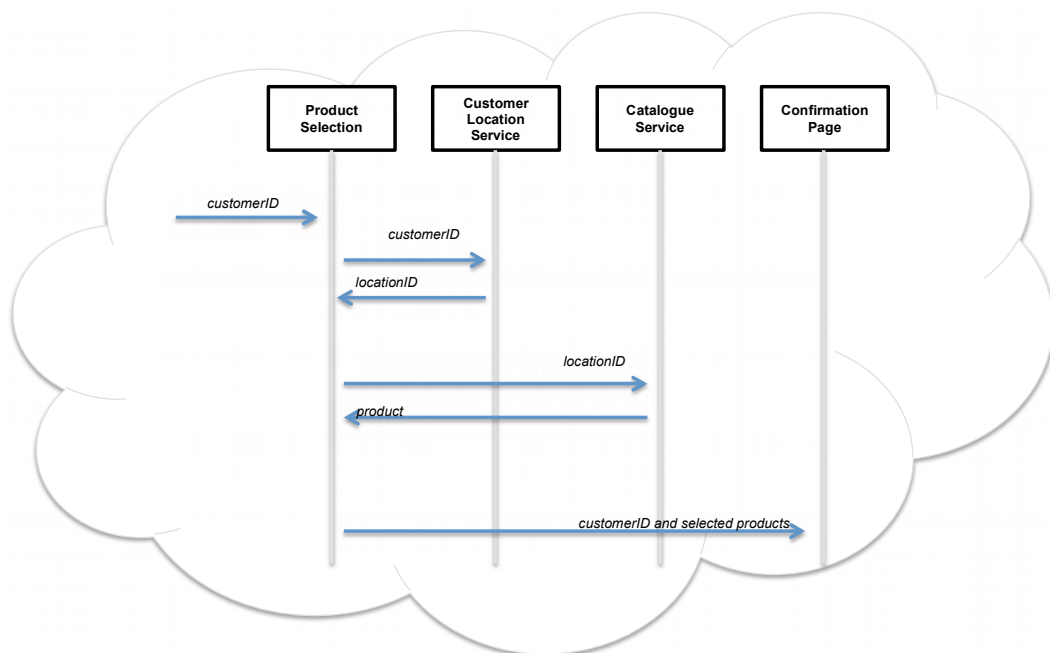 Product
Selection
Customer
Location
Service
Catalogue
Service
Confirmation
Page
customerID
customerID
locationID
locationID
product
customerID and selected products